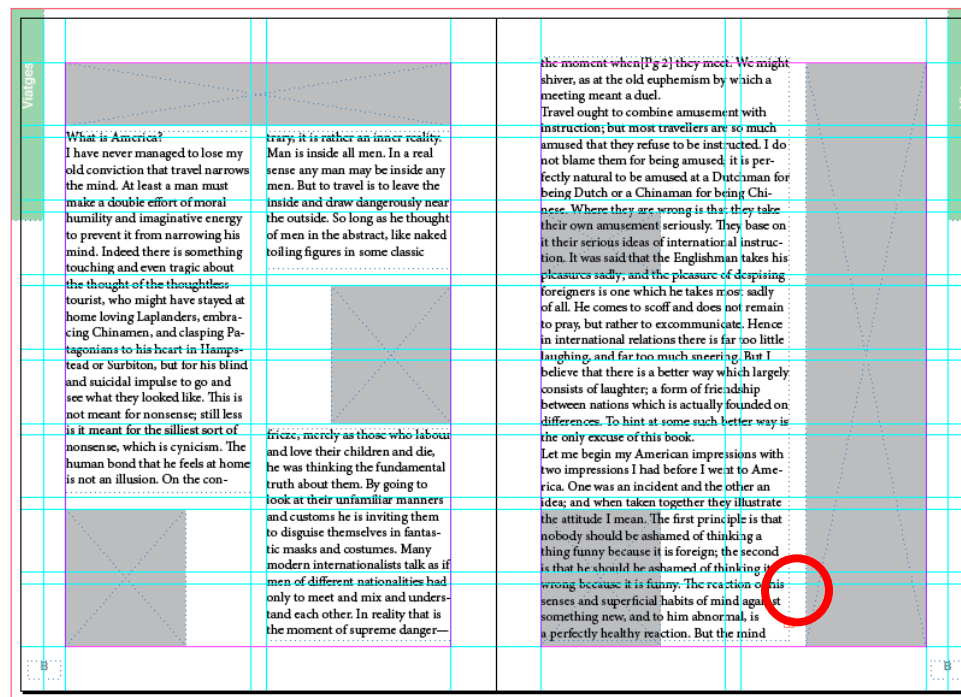 Viatges
What is America?
I have never managed to lose my
old conviction that travel narrows
the mind. At least a man must
make a double effort of moral
humility and imaginative energy
to prevent it from narrowing his
mind. Indeed there is something
touching and even tragic about
the thought of the thoughtless
tourist, who might have stayed at
home loving Laplanders, embra-
cing Chinamen, and clasping Pa-
tagonians to his heart in Hamps-
tead or Surbiton, but for his blind
and suicidal impulse to go and
see what they looked like. This is
not meant for nonsense; still less
is it meant for the silliest sort of
nonsense, which is cynicism. The
human bond that he feels at home
is not an illusion. On the con-
trary, it is rather an inner reality.
Man is inside all men. In a real
sense any man may be inside any
men. But to travel is to leave the
inside and draw dangerously near
the outside. So long as he thought
of men in the abstract, like naked
toiling figures in some classic
frieze, merely as those who labour
and love their children and die,
he was thinking the fundamental
truth about them. By going to
look at their unfamiliar manners
and customs he is inviting them
to disguise themselves in fantas-
tic masks and costumes. Many
modern internationalists talk as if
men of different nationalities had
only to meet and mix and unders-
tand each other. In reality that is
the moment of supreme danger—
the moment when[Pg 2] they meet. We might
shiver, as at the old euphemism by which a
meeting meant a duel.
Travel ought to combine amusement with
instruction; but most travellers are so much
amused that they refuse to be instructed. I do
not blame them for being amused; it is per-
fectly natural to be amused at a Dutchman for
being Dutch or a Chinaman for being Chi-
nese. Where they are wrong is that they take
their own amusement seriously. They base on
it their serious ideas of international instruc-
tion. It was said that the Englishman takes his
pleasures sadly; and the pleasure of despising
foreigners is one which he takes most sadly
of all. He comes to scoff and does not remain
to pray, but rather to excommunicate. Hence
in international relations there is far too little
laughing, and far too much sneering. But I
believe that there is a better way which largely
consists of laughter; a form of friendship
between nations which is actually founded on
differences. To hint at some such better way is
the only excuse of this book.
Let me begin my American impressions with
two impressions I had before I went to Ame-
rica. One was an incident and the other an
idea; and when taken together they illustrate
the attitude I mean. The first principle is that
nobody should be ashamed of thinking a
thing funny because it is foreign; the second
is that he should be ashamed of thinking it
wrong because it is funny. The reaction of his
senses and superficial habits of mind against
something new, and to him abnormal, is
a perfectly healthy reaction. But the mind
B
B